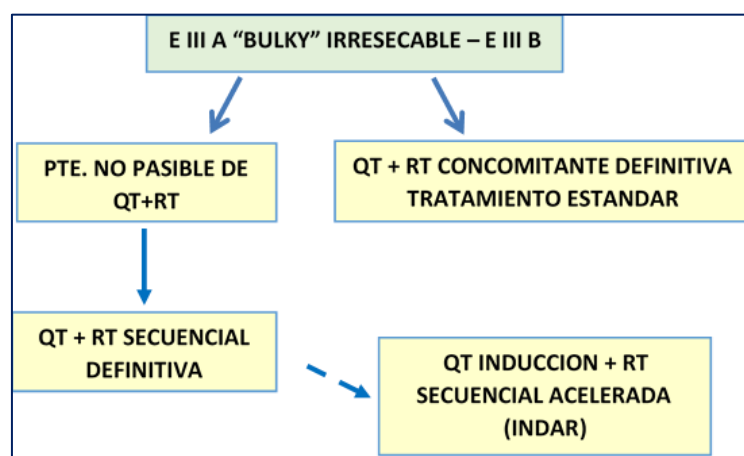 E III A “BULKY” IRRESECABLE – E III B
PTE. NO PASIBLE DE
QT+RT
QT + RT CONCOMITANTE DEFINITIVA
TRATAMIENTO ESTANDAR
QT + RT SECUENCIAL
DEFINITIVA
QT INDUCCION + RT
SECUENCIAL ACELERADA
(INDAR)